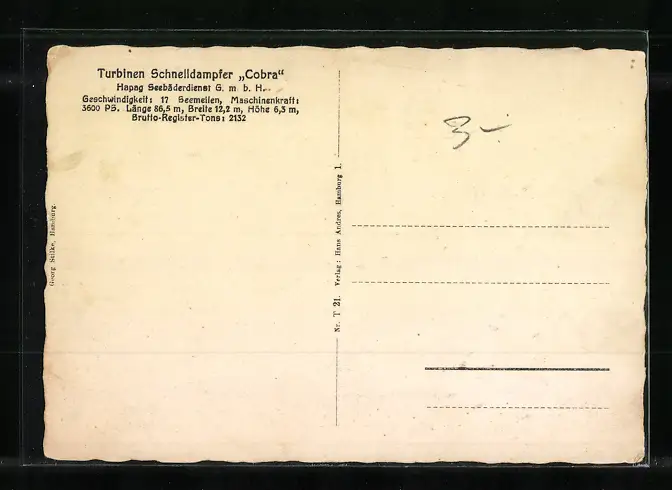 Turbinen Schnelldampfer „Cobra“
Hapag Seebäderdienst G. m. b. H.
Geschwindigkeit: 17 Seemeilen, Maschinenkraft:
3600 PS. Länge 86,5 m, Breite 12,2 m, Höhe 6,5 m,
Brutto-Register-Tons: 2132
Georg Stilke, Hamburg.
Nr. T 21. Verlag: Hans Andres, Hamburg 1.
3.-